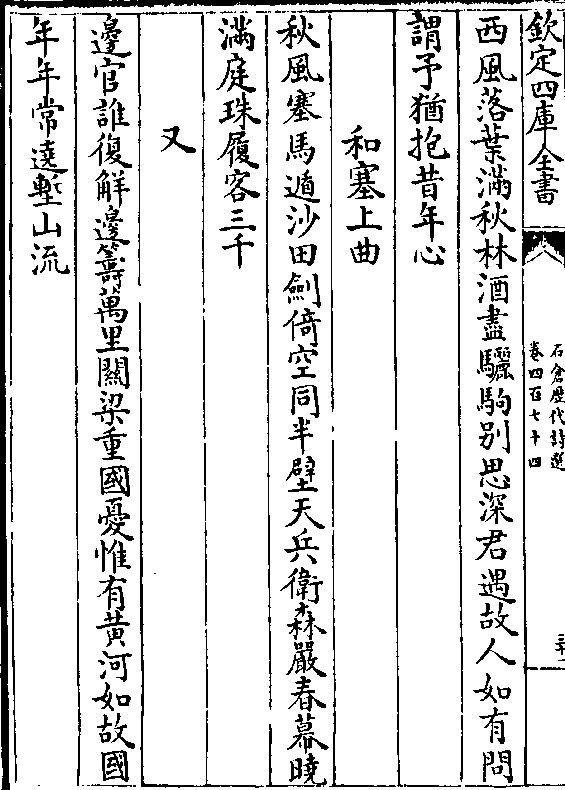 欽定四庫全書
石倉歴代詩選
卷四百七十四
西風落葉滿秋林酒盡驪駒别思深君遇故人如有問
謂予猶抱昔年心
和塞上曲
秋風塞馬遁沙田劍倚空同半壁天兵衛森嚴春幕曉
滿庭珠履客三千
又
邊官誰復解邊籌萬里關梁重國憂惟有黄河如故國
年年常遶塹山流